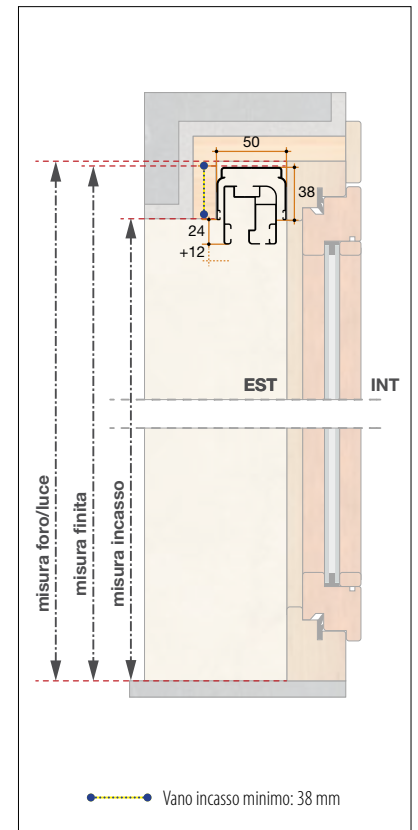 50
38
24
+12
EST
INT
misura foro/luce
misura finita
misura incasso
Vano incasso minimo: 38 mm